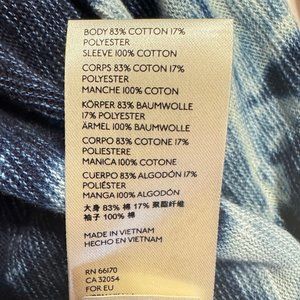 BODY 83% COTTON 17%
POLYESTER
SLEEVE 100% COTTON
CORPS 83% COTON 17%
POLYESTER
MANCHE 100% COTON
KÖRPER 83% BAUMWOLLE
17% POLYESTER
ÄRMEL 100% BAUMWOLLE
CORPO 83% COTONE 17%
POLIESTERE
MANICA 100% COTONE
CUERPO 83% ALGODÓN 17%
POLIÉSTER
MANGA 100% ALGODÓN
大身 83% 棉 17% 聚酯纤维
袖子 100% 棉
MADE IN VIETNAM
HECHO EN VIETNAM
RN 66170
CA 32054
FOR EU